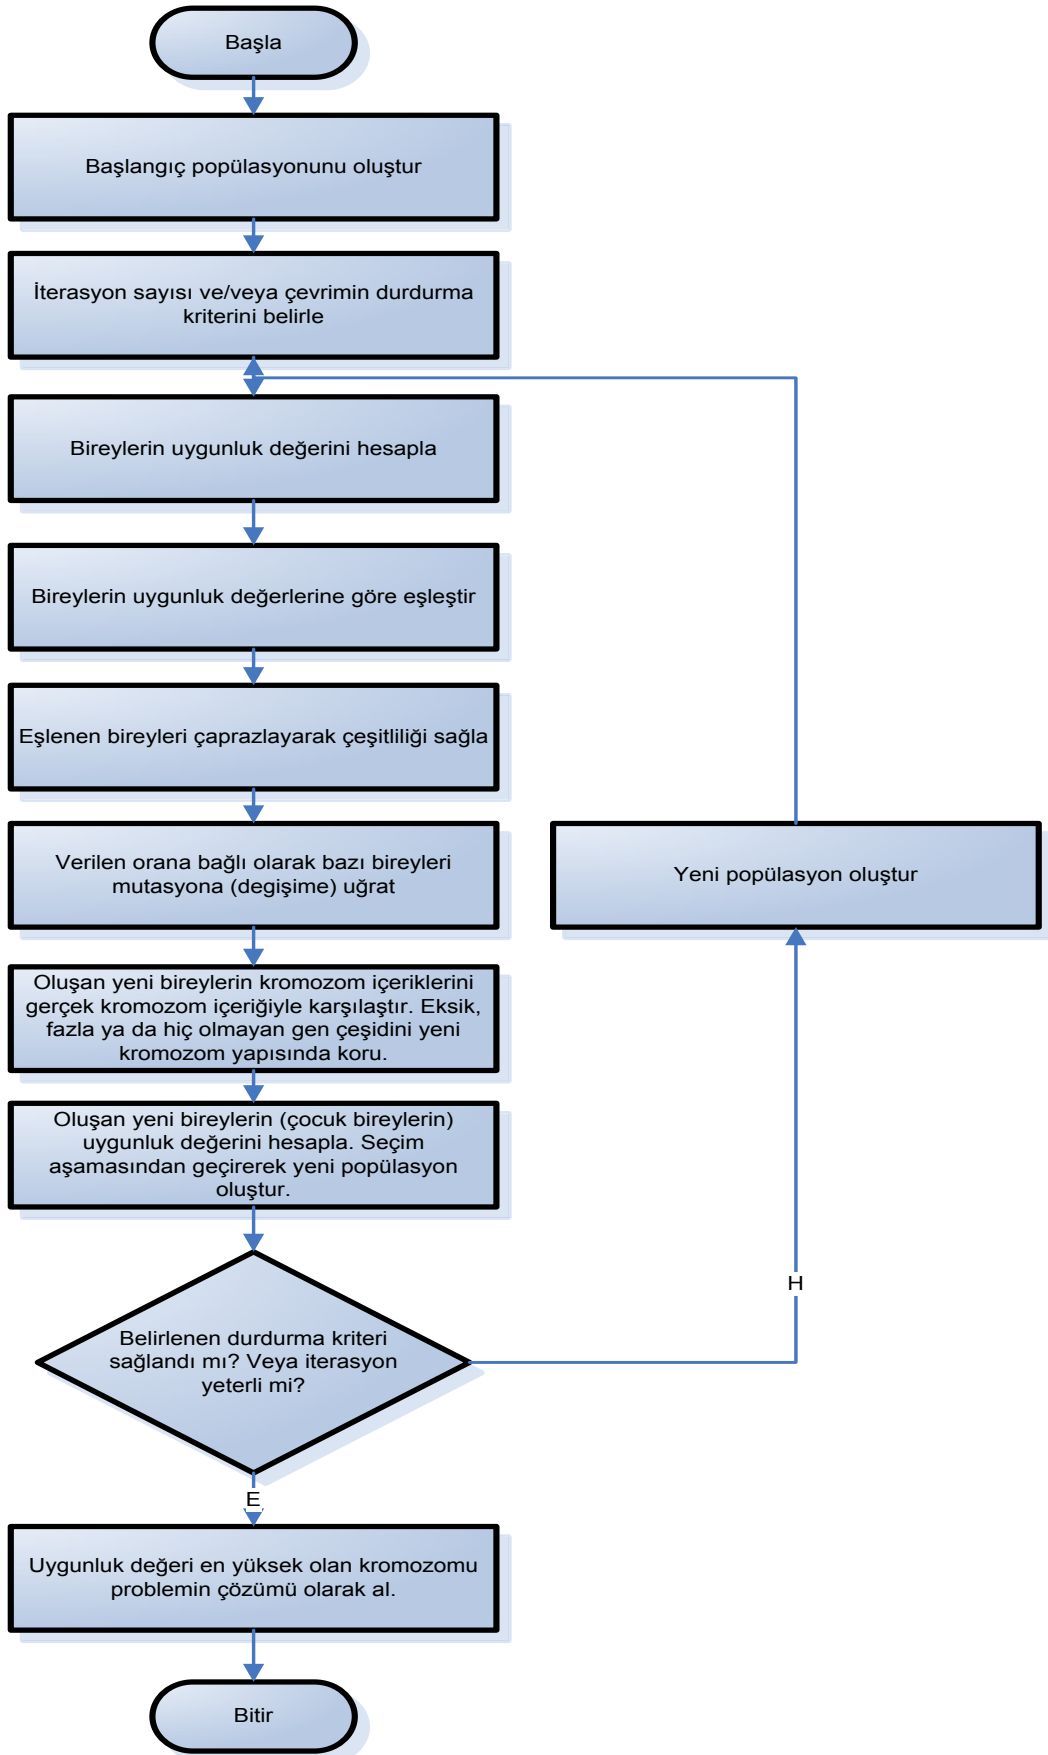 Başla
Başlangıç popülasyonunu oluştur
İterasyon sayısı ve/veya çevrimin durdurma
kriterini belirle
Bireylerin uygunluk değerini hesapla
Bireylerin uygunluk değerlerine göre eşleştir
Eşlenen bireyleri çaprazlayarak çeşitliliği sağla
Verilen orana bağlı olarak bazı bireyleri
mutasyona (degişime) uğrat
Yeni popülasyon oluştur
Oluşan yeni bireylerin kromozom içeriklerini
gerçek kromozom içeriğiyle karşılaştır. Eksik,
fazla ya da hiç olmayan gen çeşidini yeni
kromozom yapısında koru.
Oluşan yeni bireylerin (çocuk bireylerin)
uygunluk değerini hesapla. Seçim
aşamasından geçirerek yeni popülasyon
oluştur.
H
Belirlenen durdurma kriteri
sağlandı mı? Veya iterasyon
yeterli mi?
E
Uygunluk değeri en yüksek olan kromozomu
problemin çözümü olarak al.
Bitir